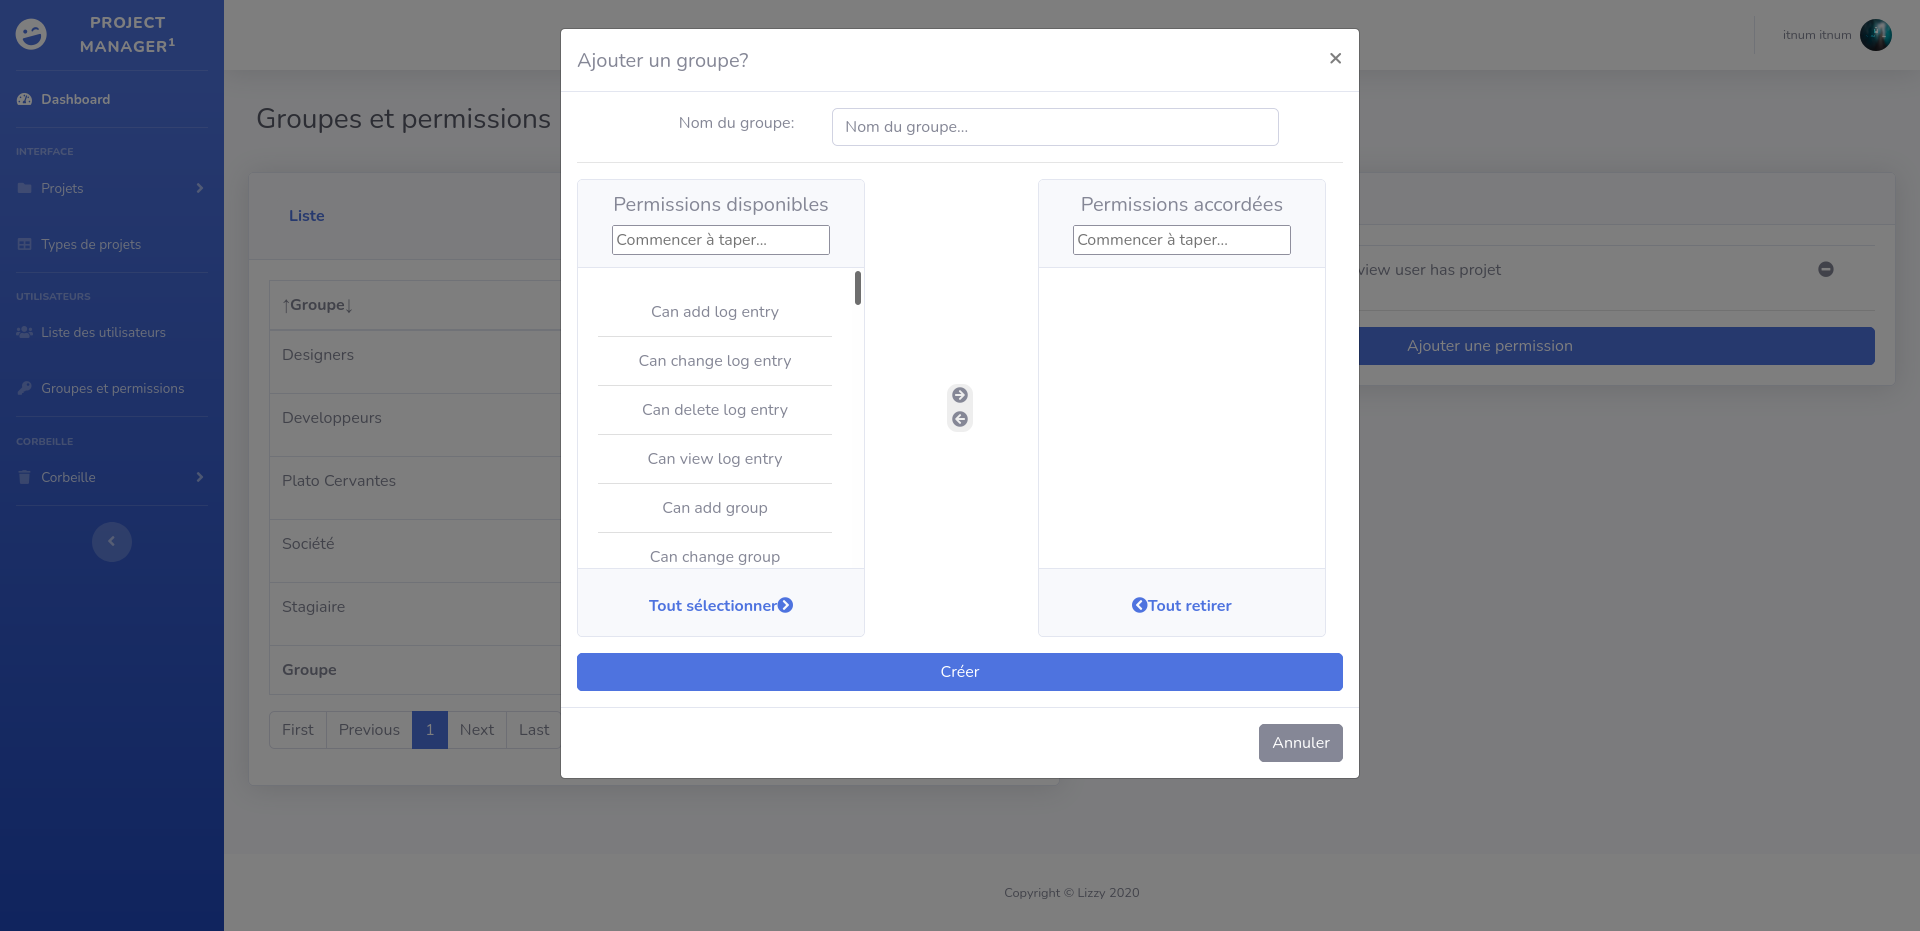 PROJECT
MANAGER¹
Dashboard
INTERFACE
Projets
Types de projets
UTILISATEURS
Liste des utilisateurs
Groupes et permissions
CORBEILLE
Corbeille
itnum itnum
Groupes et permissions
Liste
↑Groupe↓
Designers
Developpeurs
Plato Cervantes
Société
Stagiaire
Groupe
First Previous 1 Next Last
Ajouter un groupe?
×
Nom du groupe:
Nom du groupe...
Permissions disponibles
Commencer à taper...
Can add log entry
Can change log entry
Can delete log entry
Can view log entry
Can add group
Can change group
Tout sélectionner
Permissions accordées
Commencer à taper...
Tout retirer
Créer
Annuler
view user has projet
Ajouter une permission
Copyright © Lizzy 2020